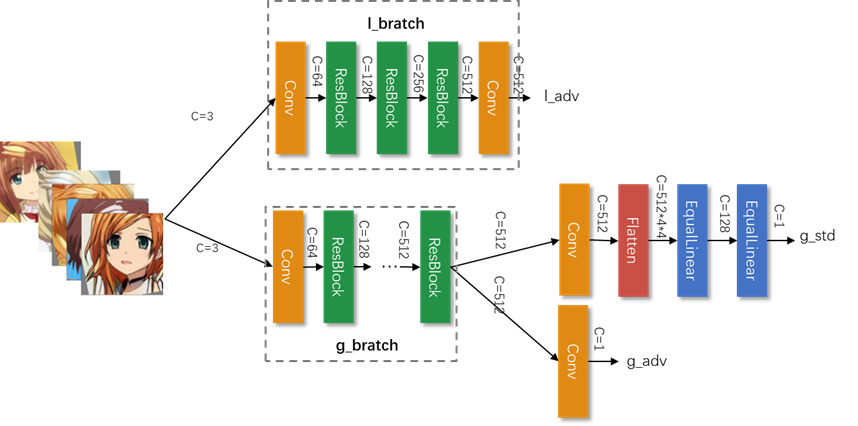 l_bratch
C=3
Conv
C=64
ResBlock
C=128
ResBlock
C=256
ResBlock
C=512
Conv
C=512
l_adv
C=3
Conv
C=64
ResBlock
C=128
...
C=512
ResBlock
g_bratch
C=512
Conv
C=512
Flatten
C=512*4*4
EqualLinear
C=128
EqualLinear
C=1
g_std
C=512
Conv
C=1
g_adv